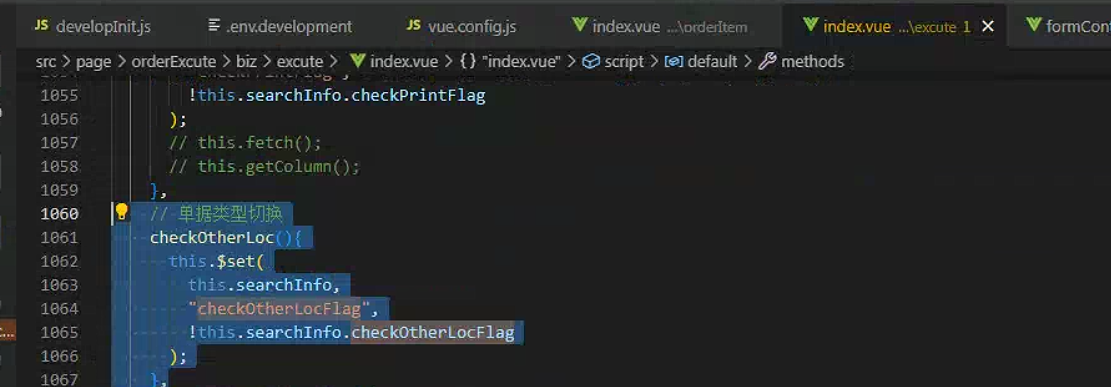 JS developInit.js .env.development JS vue.config.js index.vue ...\orderItem index.vue ...\excute 1 formCon
src > page > orderExcute > biz > excute > index.vue > {} "index.vue" > script > default > methods
1055 !this.searchInfo.checkPrintFlag
1056 );
1057 // this.fetch();
1058 // this.getColumn();
1059 },
1060 // 单据类型切换
1061 checkOtherLoc(){
1062 this.$set(
1063 this.searchInfo,
1064 "checkOtherLocFlag",
1065 !this.searchInfo.checkOtherLocFlag
1066 );
1067 },